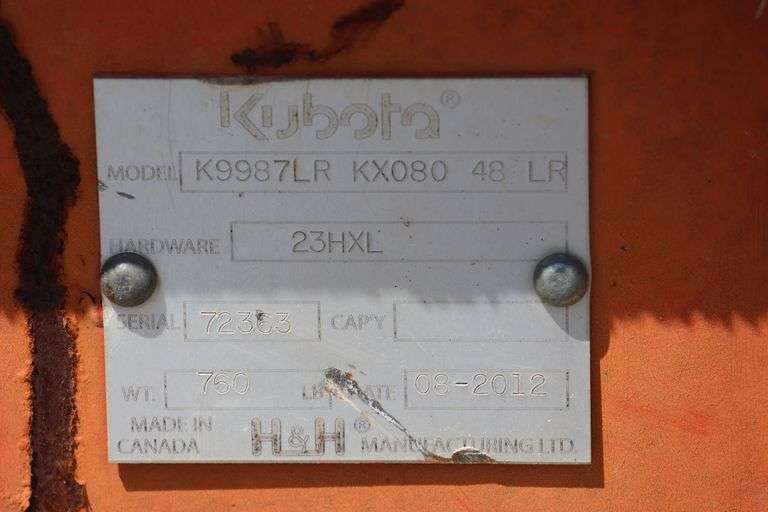 Kubota®
MODEL K9987LR KX080 48 LR
HARDWARE 23HXL
SERIAL 72363 CAP'Y
WT. 760 LB DATE 08-2012
MADE IN
CANADA H&H® MANUFACTURING LTD.